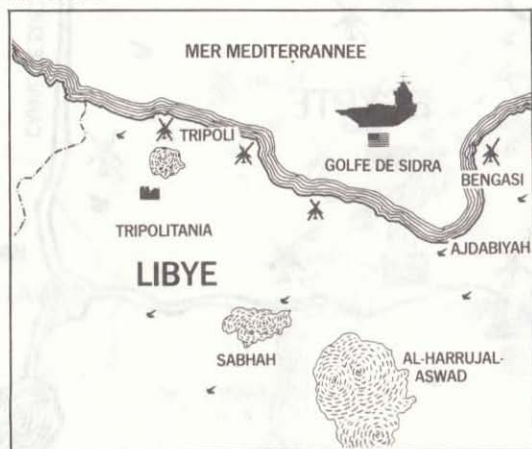 MER MEDITERRANNEE
TRIPOLI
GOLFE DE SIDRA
BENGASI
TRIPOLITANIA
AJDABIYAH
LIBYE
SABHAH
AL-HARRUJAL-
ASWAD